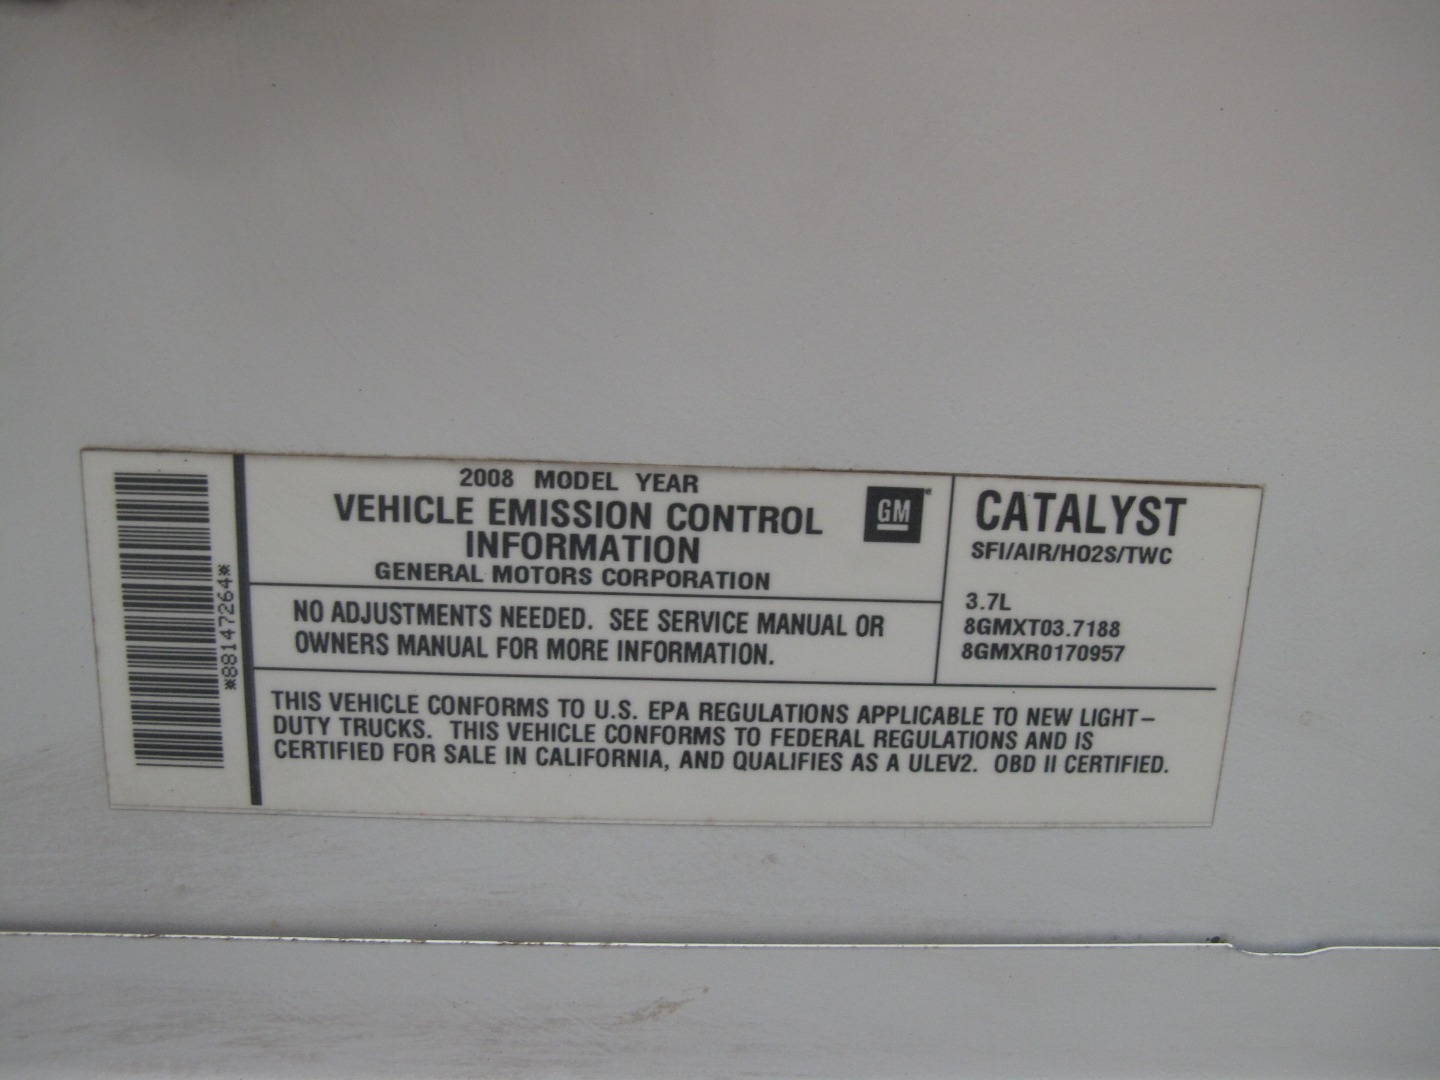 *88147264*
2008 MODEL YEAR
VEHICLE EMISSION CONTROL
INFORMATION
GENERAL MOTORS CORPORATION
GM
NO ADJUSTMENTS NEEDED. SEE SERVICE MANUAL OR
OWNERS MANUAL FOR MORE INFORMATION.
CATALYST
SFI/AIR/HO2S/TWC
3.7L
8GMXT03.7188
8GMXR0170957
THIS VEHICLE CONFORMS TO U.S. EPA REGULATIONS APPLICABLE TO NEW LIGHT-
DUTY TRUCKS. THIS VEHICLE CONFORMS TO FEDERAL REGULATIONS AND IS
CERTIFIED FOR SALE IN CALIFORNIA, AND QUALIFIES AS A ULEV2. OBD II CERTIFIED.